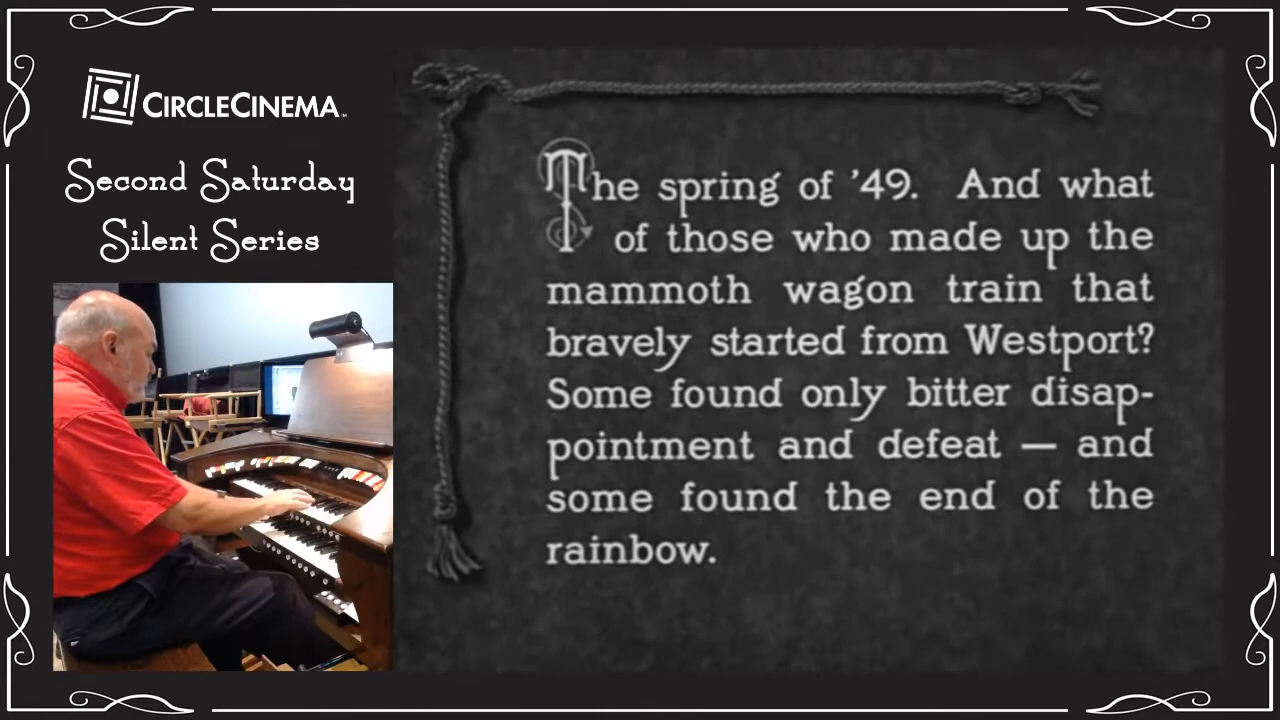 CIRCLECINEMA™
Second Saturday
Silent Series
The spring of ’49. And what
of those who made up the
mammoth wagon train that
bravely started from Westport?
Some found only bitter disap-
pointment and defeat — and
some found the end of the
rainbow.